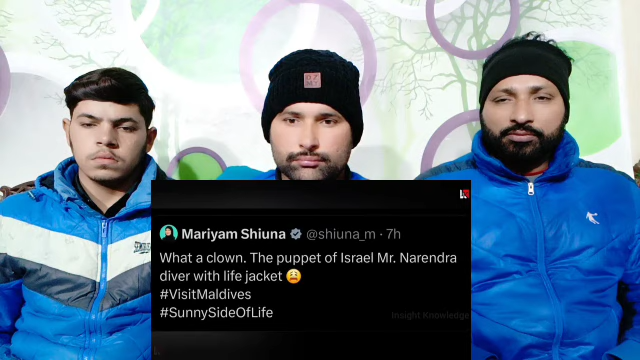 Mariyam Shiuna @shiuna_m · 7h
What a clown. The puppet of Israel Mr. Narendra
diver with life jacket 😩
#VisitMaldives
#SunnySideOfLife
Insight Knowledge